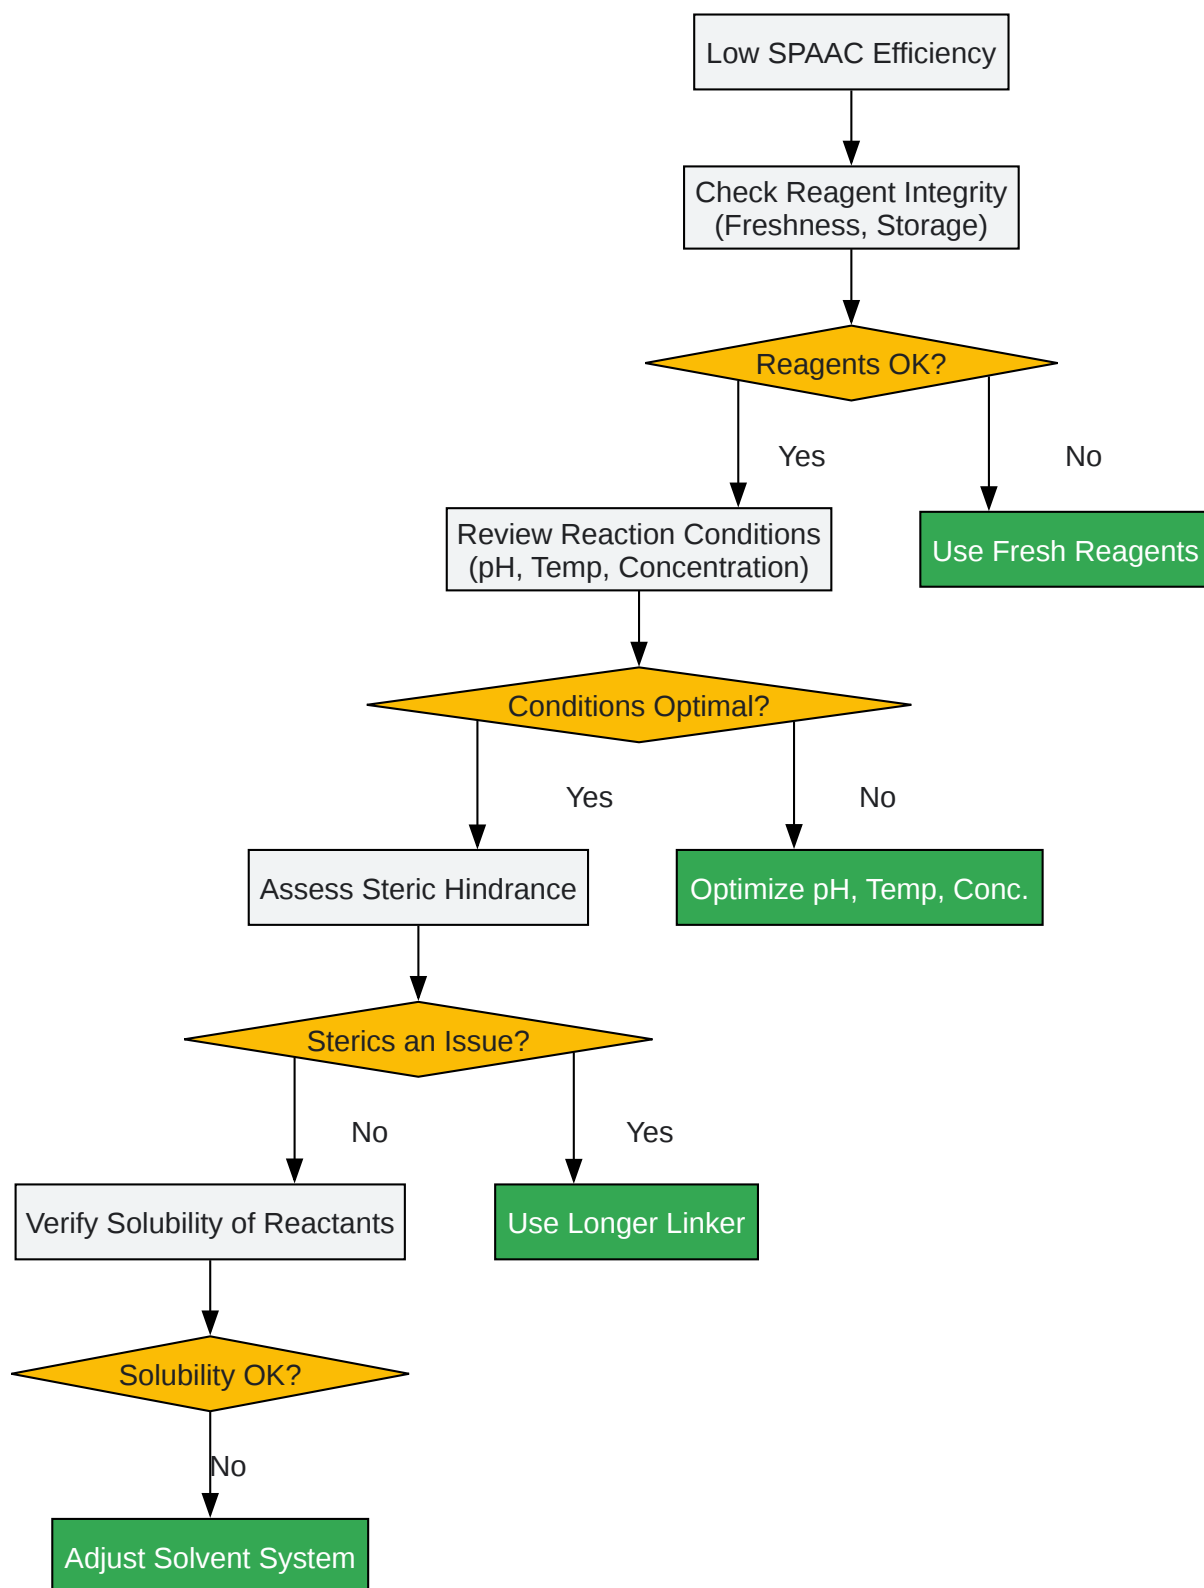 Low SPAAC Efficiency
Check Reagent Integrity
(Freshness, Storage)
Reagents OK?
Yes
No
Review Reaction Conditions
(pH, Temp, Concentration)
Use Fresh Reagents
Conditions Optimal?
Yes
No
Assess Steric Hindrance
Optimize pH, Temp, Conc.
Sterics an Issue?
No
Yes
Verify Solubility of Reactants
Use Longer Linker
Solubility OK?
No
Adjust Solvent System